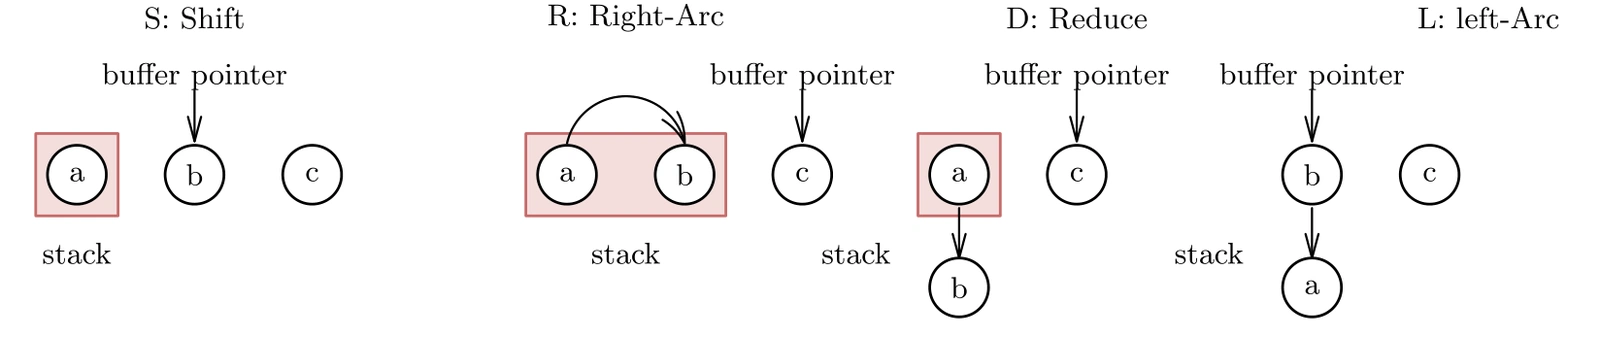 S: Shift
R: Right-Arc
D: Reduce
L: left-Arc
buffer pointer
buffer pointer
buffer pointer
buffer pointer
a b c
a b c
a c
b c
stack
stack
stack
stack
b
a